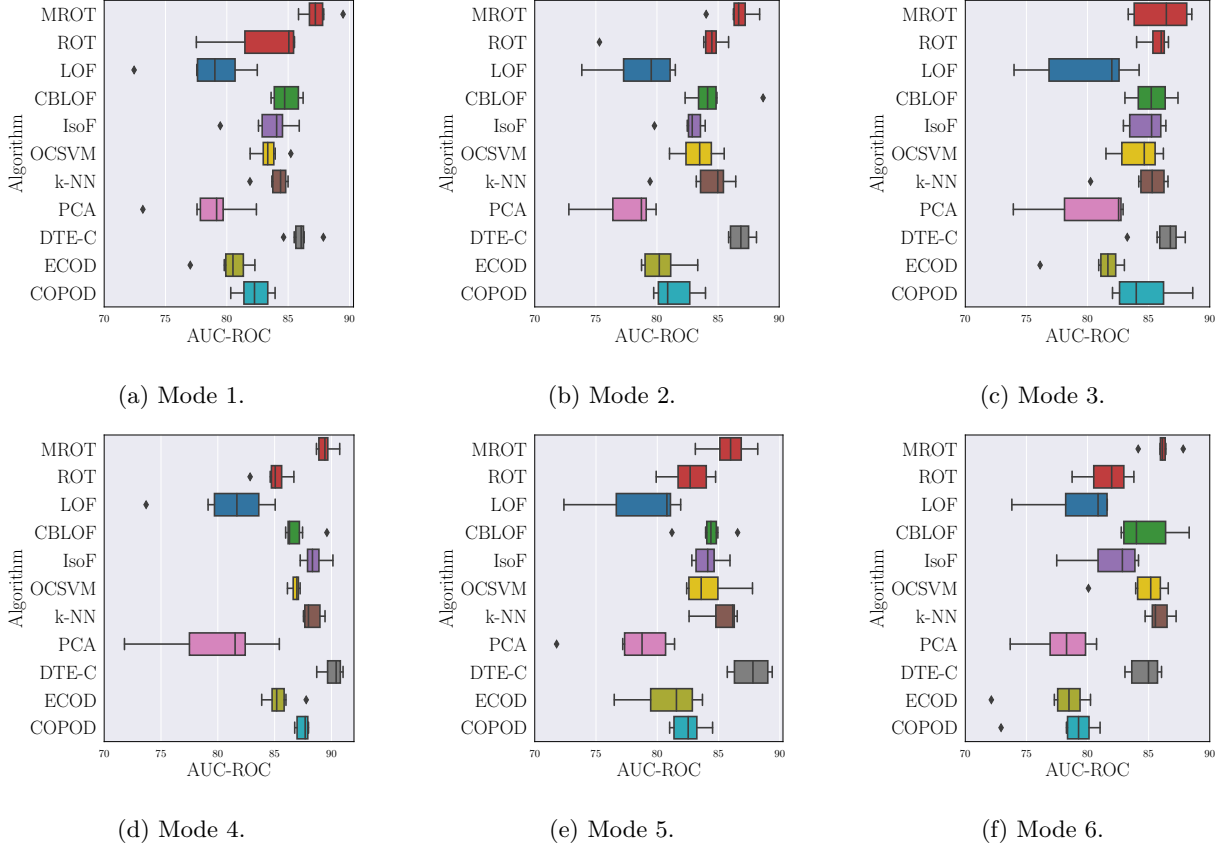 MROT
ROT
LOF
CBLOF
IsoF
OCSVM
k-NN
PCA
DTE-C
ECOD
COPOD
Algorithm
70 75 80 85 90
AUC-ROC
(a) Mode 1.
MROT
ROT
LOF
CBLOF
IsoF
OCSVM
k-NN
PCA
DTE-C
ECOD
COPOD
Algorithm
70 75 80 85 90
AUC-ROC
(b) Mode 2.
MROT
ROT
LOF
CBLOF
IsoF
OCSVM
k-NN
PCA
DTE-C
ECOD
COPOD
Algorithm
70 75 80 85 90
AUC-ROC
(c) Mode 3.
MROT
ROT
LOF
CBLOF
IsoF
OCSVM
k-NN
PCA
DTE-C
ECOD
COPOD
Algorithm
70 75 80 85 90
AUC-ROC
(d) Mode 4.
MROT
ROT
LOF
CBLOF
IsoF
OCSVM
k-NN
PCA
DTE-C
ECOD
COPOD
Algorithm
70 75 80 85 90
AUC-ROC
(e) Mode 5.
MROT
ROT
LOF
CBLOF
IsoF
OCSVM
k-NN
PCA
DTE-C
ECOD
COPOD
Algorithm
70 75 80 85 90
AUC-ROC
(f) Mode 6.